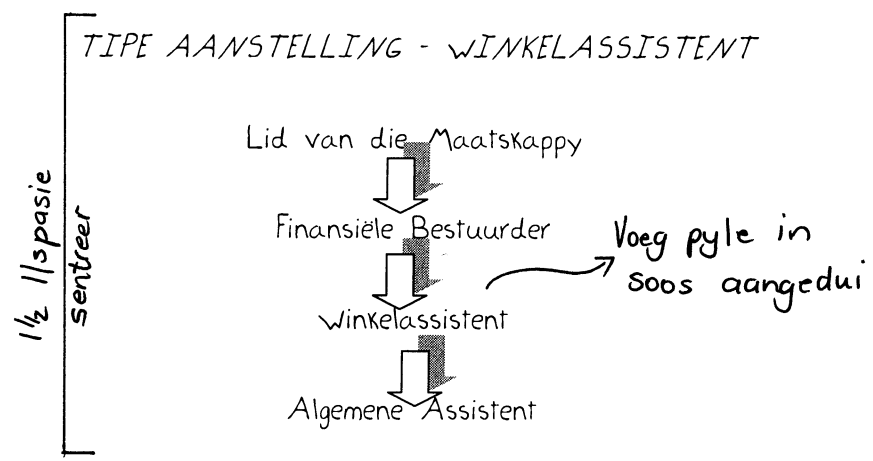 TIPE AANSTELLING - WINKELASSISTENT
Lid van die Maatskappy
Finansiële Bestuurder
Winkelassistent
Algemene Assistent
Voeg pyle in
soos aangedui
1½ llspasie
sentreer